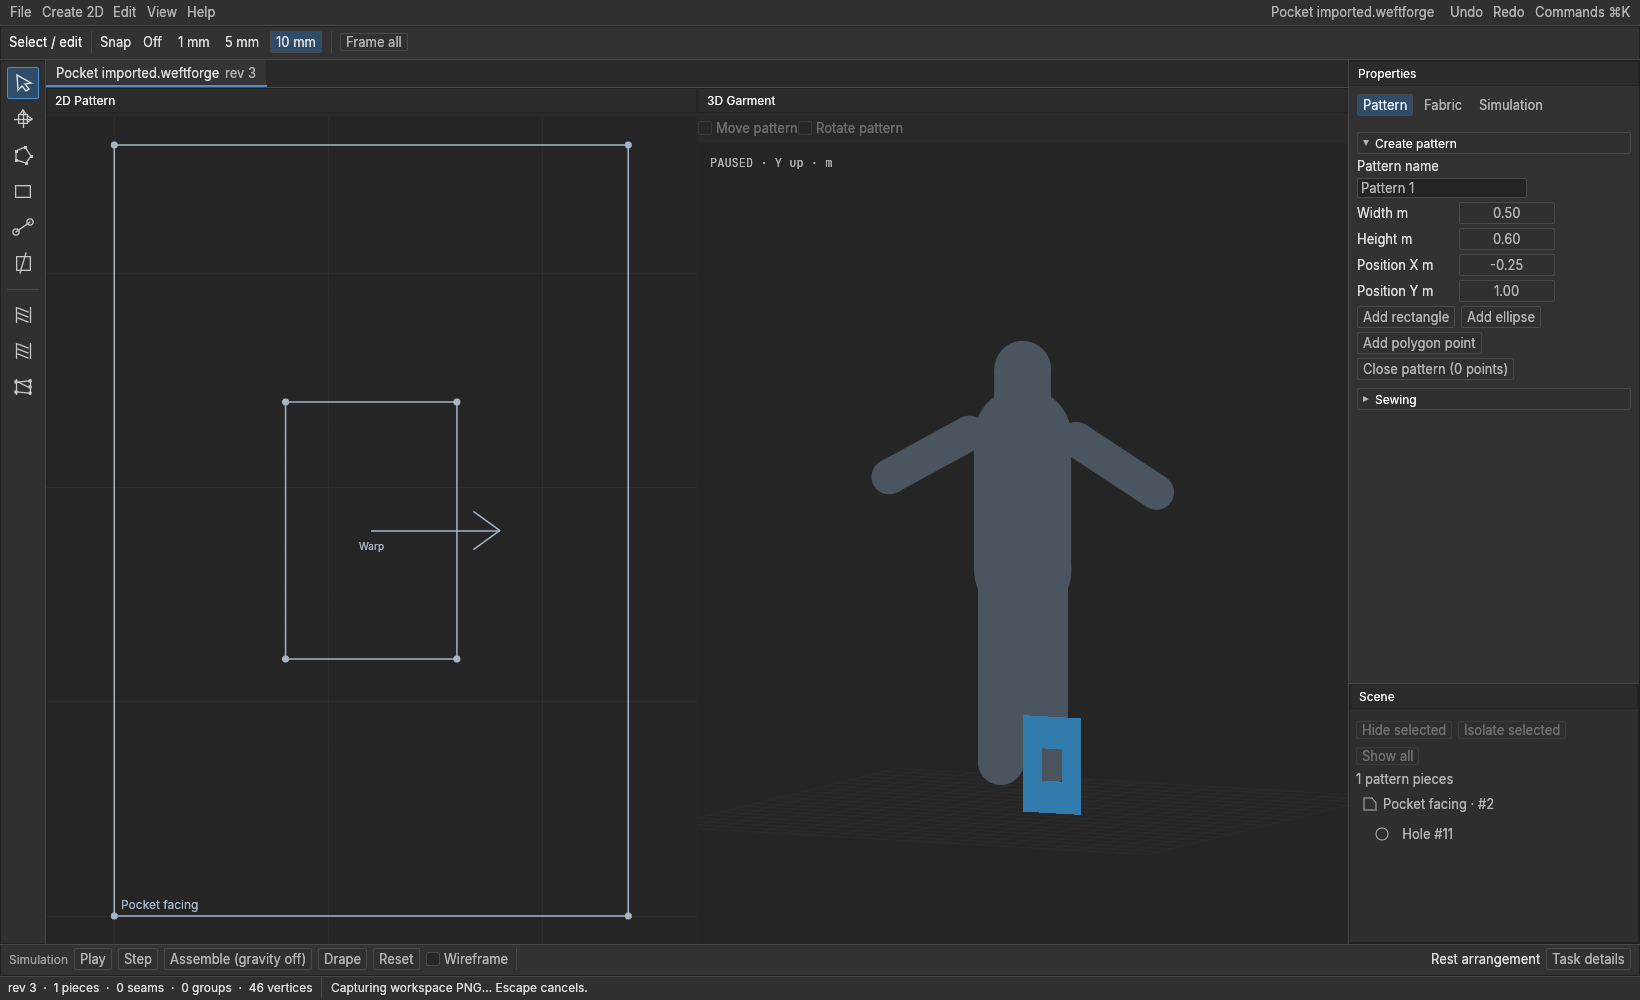 File Create 2D Edit View Help
Pocket imported.weftforge Undo Redo Commands ⌘K
Select / edit Snap Off 1 mm 5 mm 10 mm Frame all
Pocket imported.weftforge rev 3
2D Pattern
3D Garment
Move pattern Rotate pattern
PAUSED · Y up · m
Warp
Pocket facing
Properties
Pattern Fabric Simulation
Create pattern
Pattern name
Pattern 1
Width m 0.50
Height m 0.60
Position X m -0.25
Position Y m 1.00
Add rectangle Add ellipse
Add polygon point
Close pattern (0 points)
Sewing
Scene
Hide selected Isolate selected
Show all
1 pattern pieces
Pocket facing · #2
Hole #11
Simulation Play Step Assemble (gravity off) Drape Reset Wireframe
Rest arrangement Task details
rev 3 · 1 pieces · 0 seams · 0 groups · 46 vertices Capturing workspace PNG... Escape cancels.